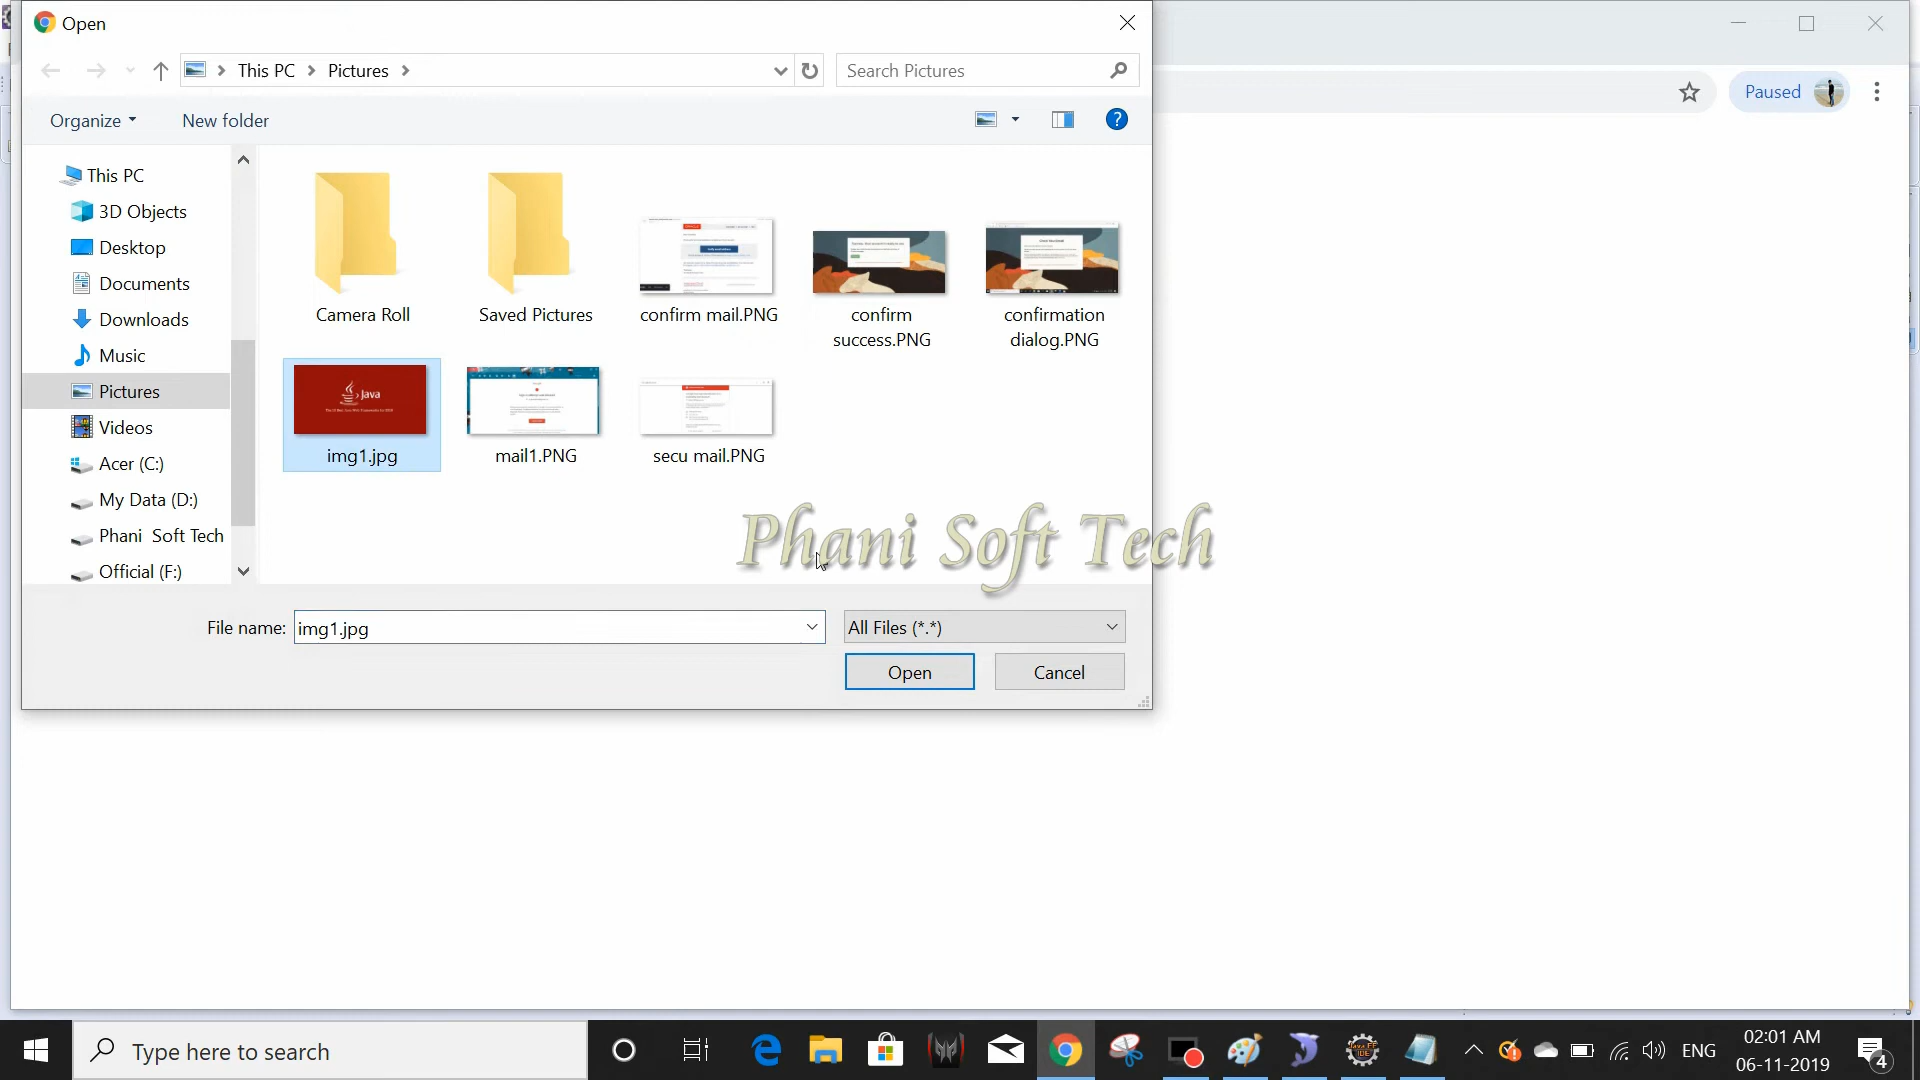 Open
This PC
Pictures
Search Pictures
Paused
Organize
New folder
?
This PC
3D Objects
Desktop
Documents
Downloads
Music
Pictures
Videos
Acer (C:)
My Data (D:)
Phani Soft Tech
Official (F:)
Camera Roll
Saved Pictures
confirm mail.PNG
confirm
success.PNG
confirmation
dialog.PNG
Java
img1.jpg
mail1.PNG
secu mail.PNG
Phani Soft Tech
File name:
img1.jpg
All Files (*.*)
Open
Cancel
Type here to search
ENG
02:01 AM
06-11-2019
4